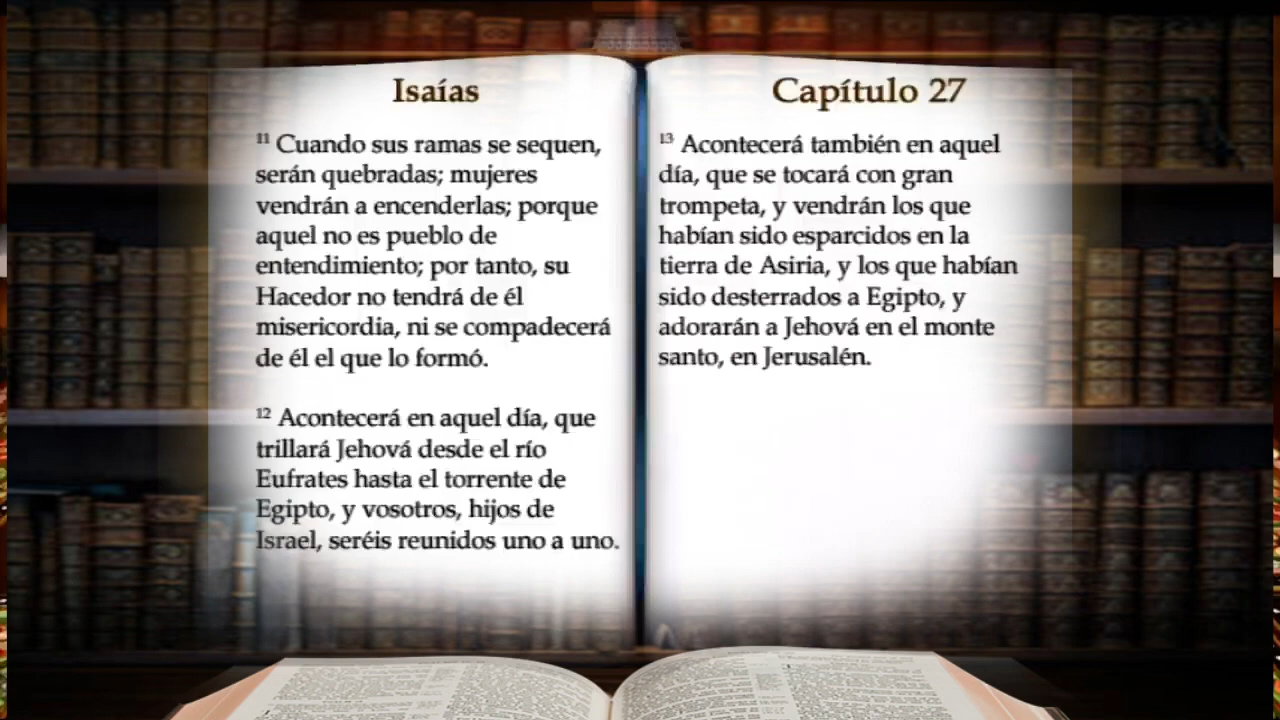 Isaías
11 Cuando sus ramas se sequen,
serán quebradas; mujeres
vendrán a encenderlas; porque
aquel no es pueblo de
entendimiento; por tanto, su
Hacedor no tendrá de él
misericordia, ni se compadecerá
de él el que lo formó.
12 Acontecerá en aquel día, que
trillará Jehová desde el río
Eufrates hasta el torrente de
Egipto, y vosotros, hijos de
Israel, seréis reunidos uno a uno.
Capítulo 27
13 Acontecerá también en aquel
día, que se tocará con gran
trompeta, y vendrán los que
habían sido esparcidos en la
tierra de Asiria, y los que habían
sido desterrados a Egipto, y
adorarán a Jehová en el monte
santo, en Jerusalén.